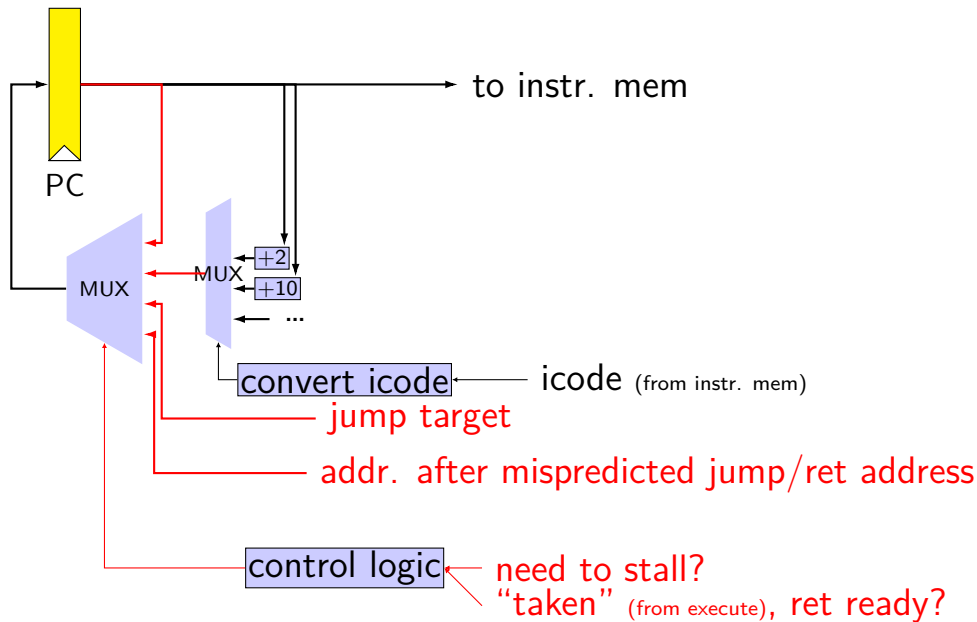 to instr. mem
PC
+2
MUX
MUX
+10
...
convert icode
icode (from instr. mem)
jump target
addr. after mispredicted jump/ret address
control logic
need to stall?
“taken” (from execute), ret ready?